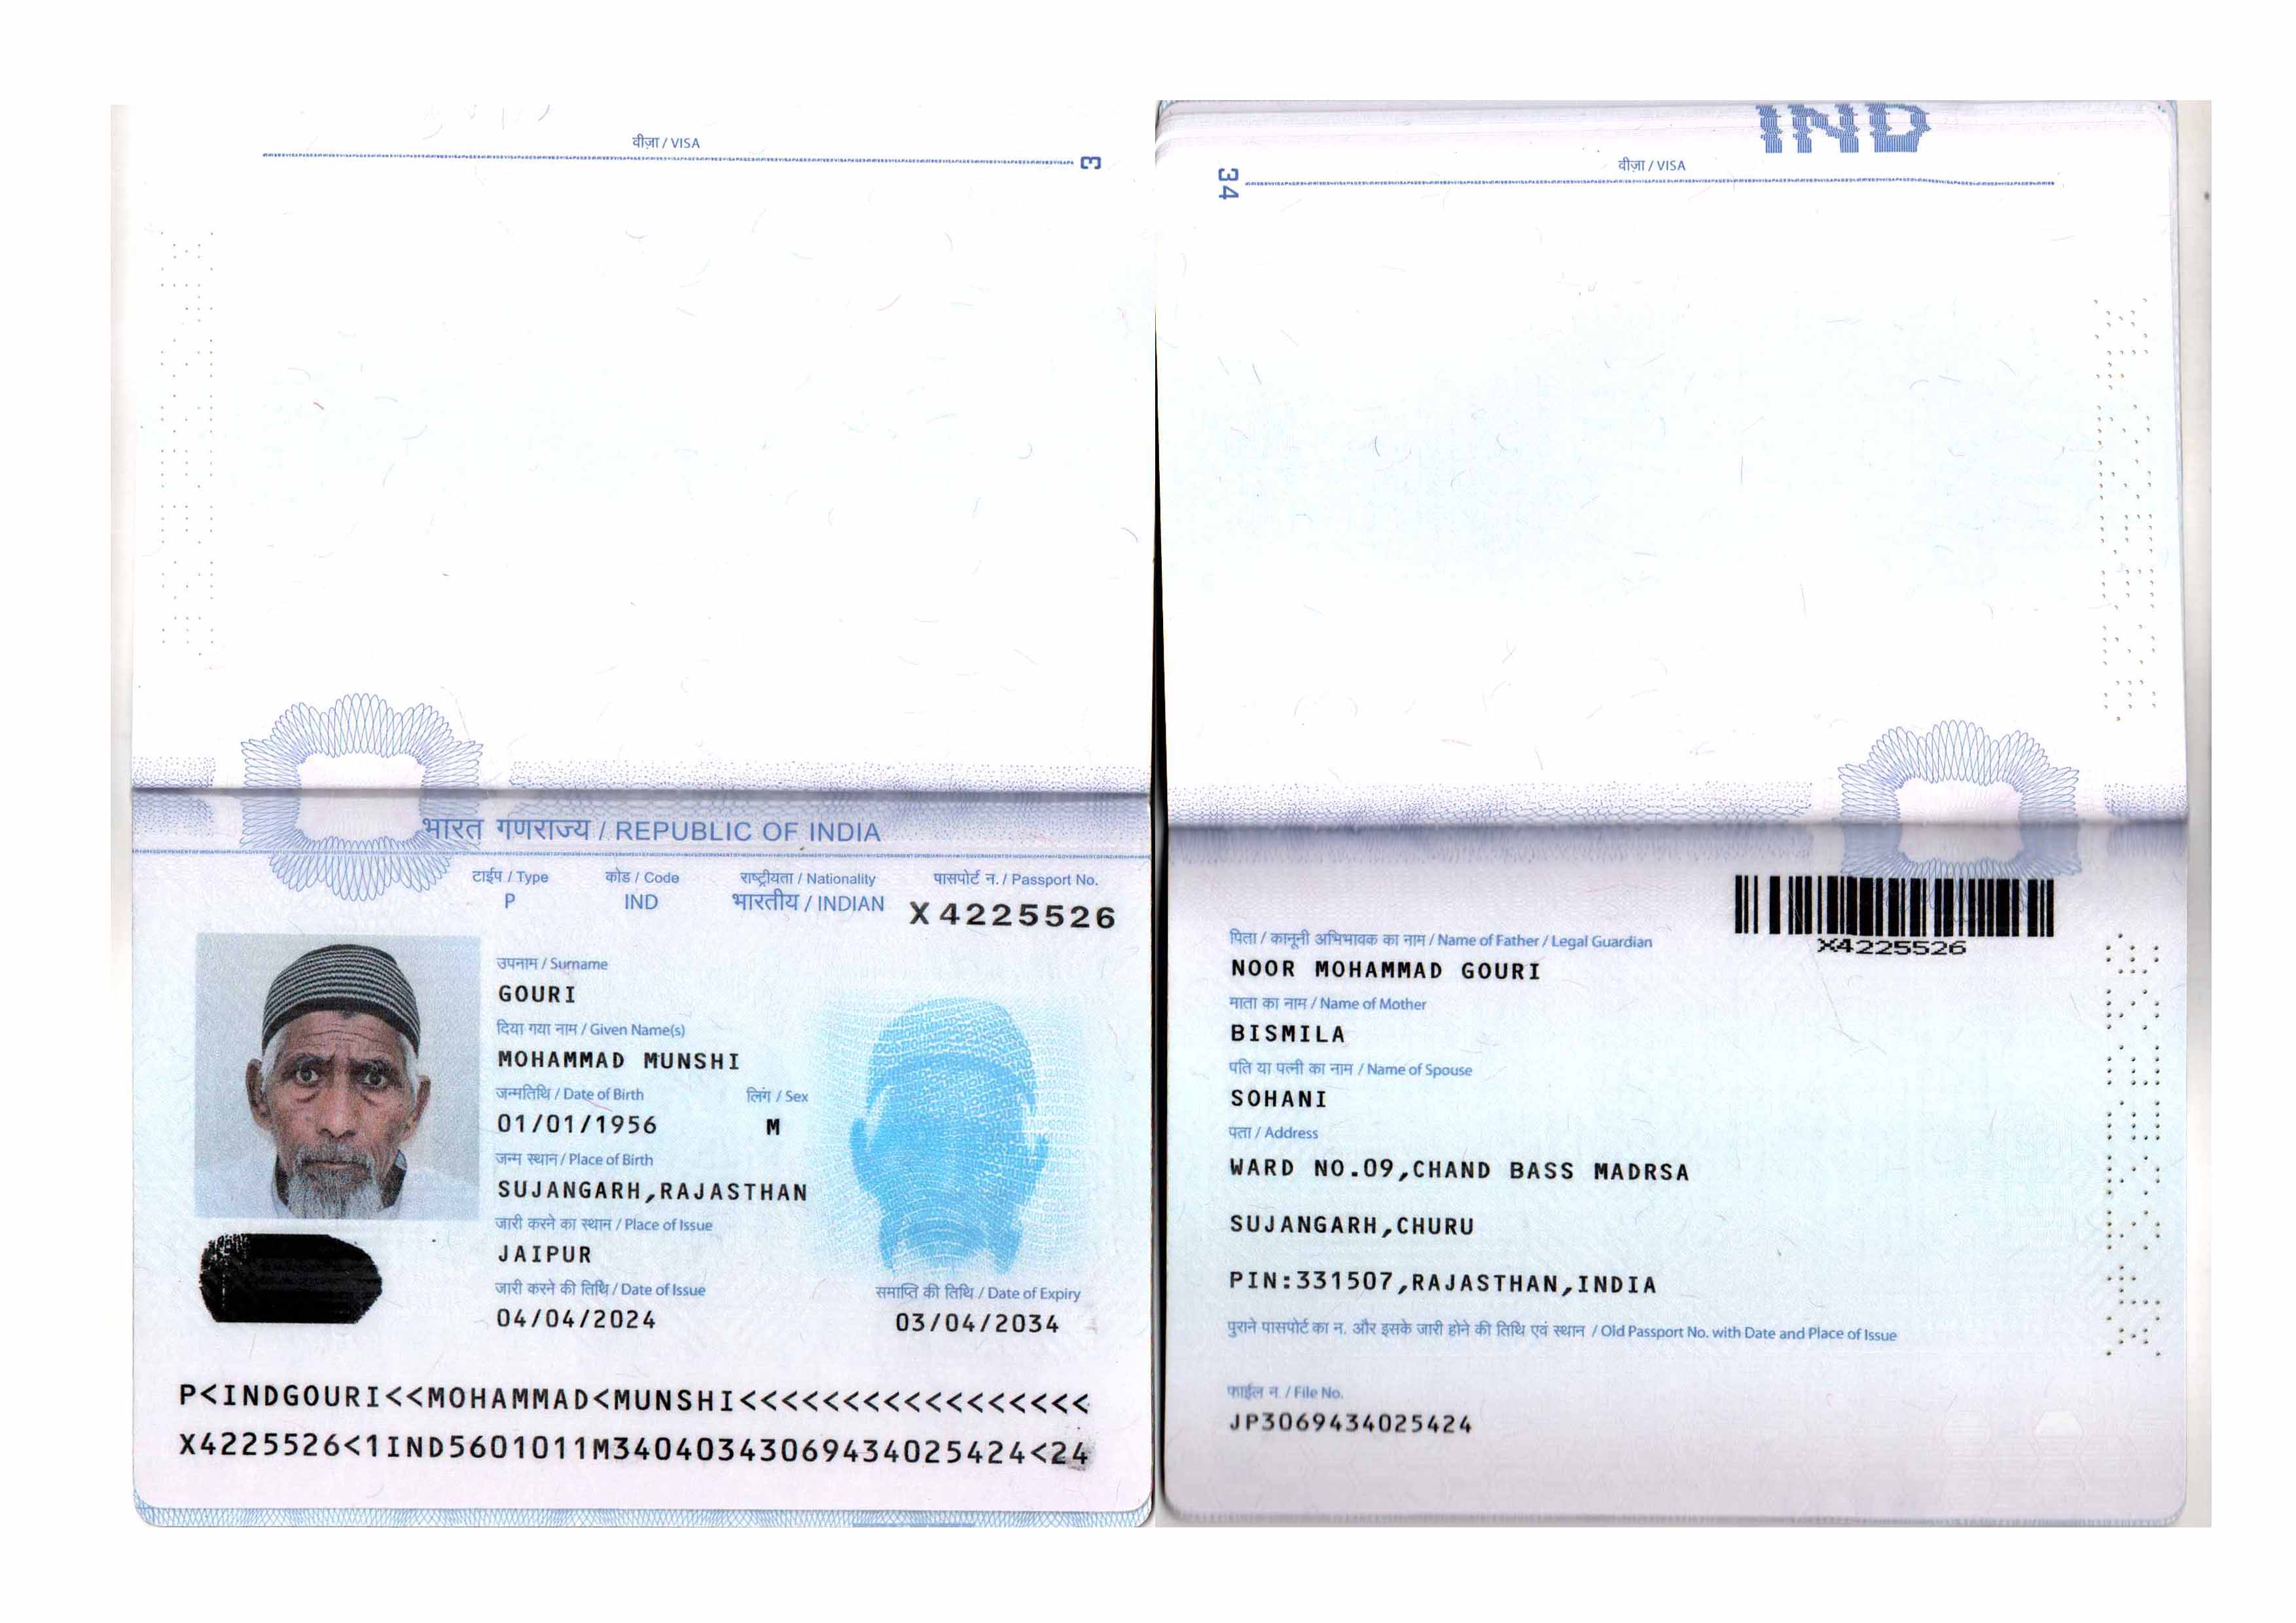 वीज़ा / VISA
3
भारत गणराज्य / REPUBLIC OF INDIA
टाईप / Type कोड / Code राष्ट्रीयता / Nationality पासपोर्ट न. / Passport No.
P IND भारतीय / INDIAN X4225526
उपनाम / Surname
GOURI
दिया गया नाम / Given Name(s)
MOHAMMAD MUNSHI
जन्मतिथि / Date of Birth लिंग / Sex
01/01/1956 M
जन्म स्थान / Place of Birth
SUJANGARH,RAJASTHAN
जारी करने का स्थान / Place of Issue
JAIPUR
जारी करने की तिथि / Date of Issue समाप्ति की तिथि / Date of Expiry
04/04/2024 03/04/2034
P<INDGOURI<<MOHAMMAD<MUNSHI<<<<<<<<<<<<<<<<<
X4225526<1IND5601011M34040343069434025424<24
IND
वीज़ा / VISA
34
X4225526
पिता / कानूनी अभिभावक का नाम / Name of Father / Legal Guardian
NOOR MOHAMMAD GOURI
माता का नाम / Name of Mother
BISMILA
पति या पत्नी का नाम / Name of Spouse
SOHANI
पता / Address
WARD NO.09,CHAND BASS MADRSA
SUJANGARH,CHURU
PIN:331507,RAJASTHAN,INDIA
पुराने पासपोर्ट का न. और इसके जारी होने की तिथि एवं स्थान / Old Passport No. with Date and Place of Issue
फाईल न. / File No.
JP3069434025424